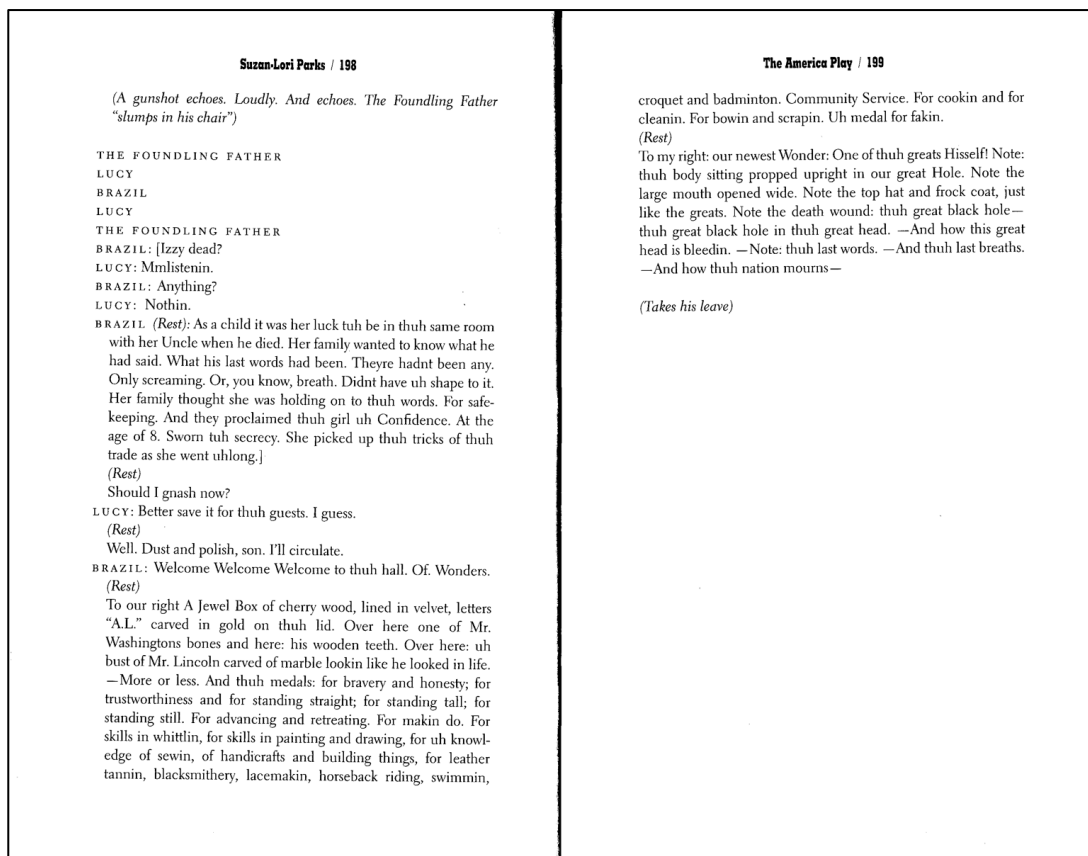 Suzan-Lori Parks / 198
(A gunshot echoes. Loudly. And echoes. The Foundling Father
"slumps in his chair")
THE FOUNDLING FATHER
LUCY
BRAZIL
LUCY
THE FOUNDLING FATHER
BRAZIL: [Izzy dead?
LUCY: Mmlistenin.
BRAZIL: Anything?
LUCY: Nothin.
BRAZIL (Rest): As a child it was her luck tuh be in thuh same room
with her Uncle when he died. Her family wanted to know what he
had said. What his last words had been. Theyre hadnt been any.
Only screaming. Or, you know, breath. Didnt have uh shape to it.
Her family thought she was holding on to thuh words. For safe-
keeping. And they proclaimed thuh girl uh Confidence. At the
age of 8. Sworn tuh secrecy. She picked up thuh tricks of thuh
trade as she went uhlong.]
(Rest)
Should I gnash now?
LUCY: Better save it for thuh guests. I guess.
(Rest)
Well. Dust and polish, son. I'll circulate.
BRAZIL: Welcome Welcome Welcome to thuh hall. Of. Wonders.
(Rest)
To our right A Jewel Box of cherry wood, lined in velvet, letters
"A.L." carved in gold on thuh lid. Over here one of Mr.
Washingtons bones and here: his wooden teeth. Over here: uh
bust of Mr. Lincoln carved of marble lookin like he looked in life.
—More or less. And thuh medals: for bravery and honesty; for
trustworthiness and for standing straight; for standing tall; for
standing still. For advancing and retreating. For makin do. For
skills in whittlin, for skills in painting and drawing, for uh knowl-
edge of sewin, of handicrafts and building things, for leather
tannin, blacksmithery, lacemakin, horseback riding, swimmin,
The America Play / 199
croquet and badminton. Community Service. For cookin and for
cleanin. For bowin and scrapin. Uh medal for fakin.
(Rest)
To my right: our newest Wonder: One of thuh greats Hisself! Note:
thuh body sitting propped upright in our great Hole. Note the
large mouth opened wide. Note the top hat and frock coat, just
like the greats. Note the death wound: thuh great black hole—
thuh great black hole in thuh great head. —And how this great
head is bleedin. —Note: thuh last words. —And thuh last breaths.
—And how thuh nation mourns—
(Takes his leave)